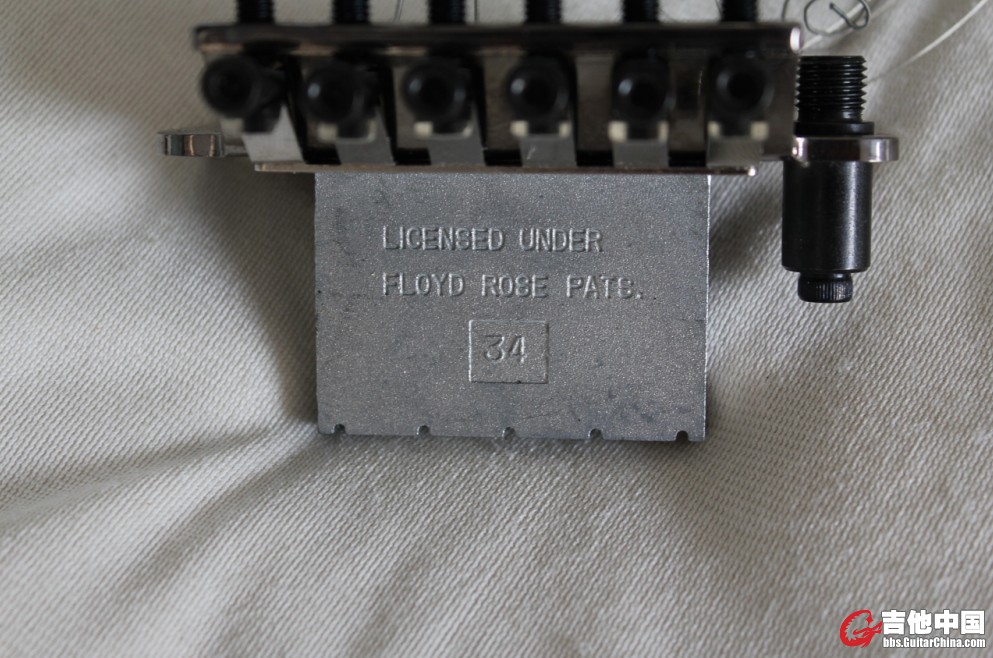 LICENSED UNDER
FLOYD ROSE PATS.
34
吉他中国
bbs.GuitarChina.com